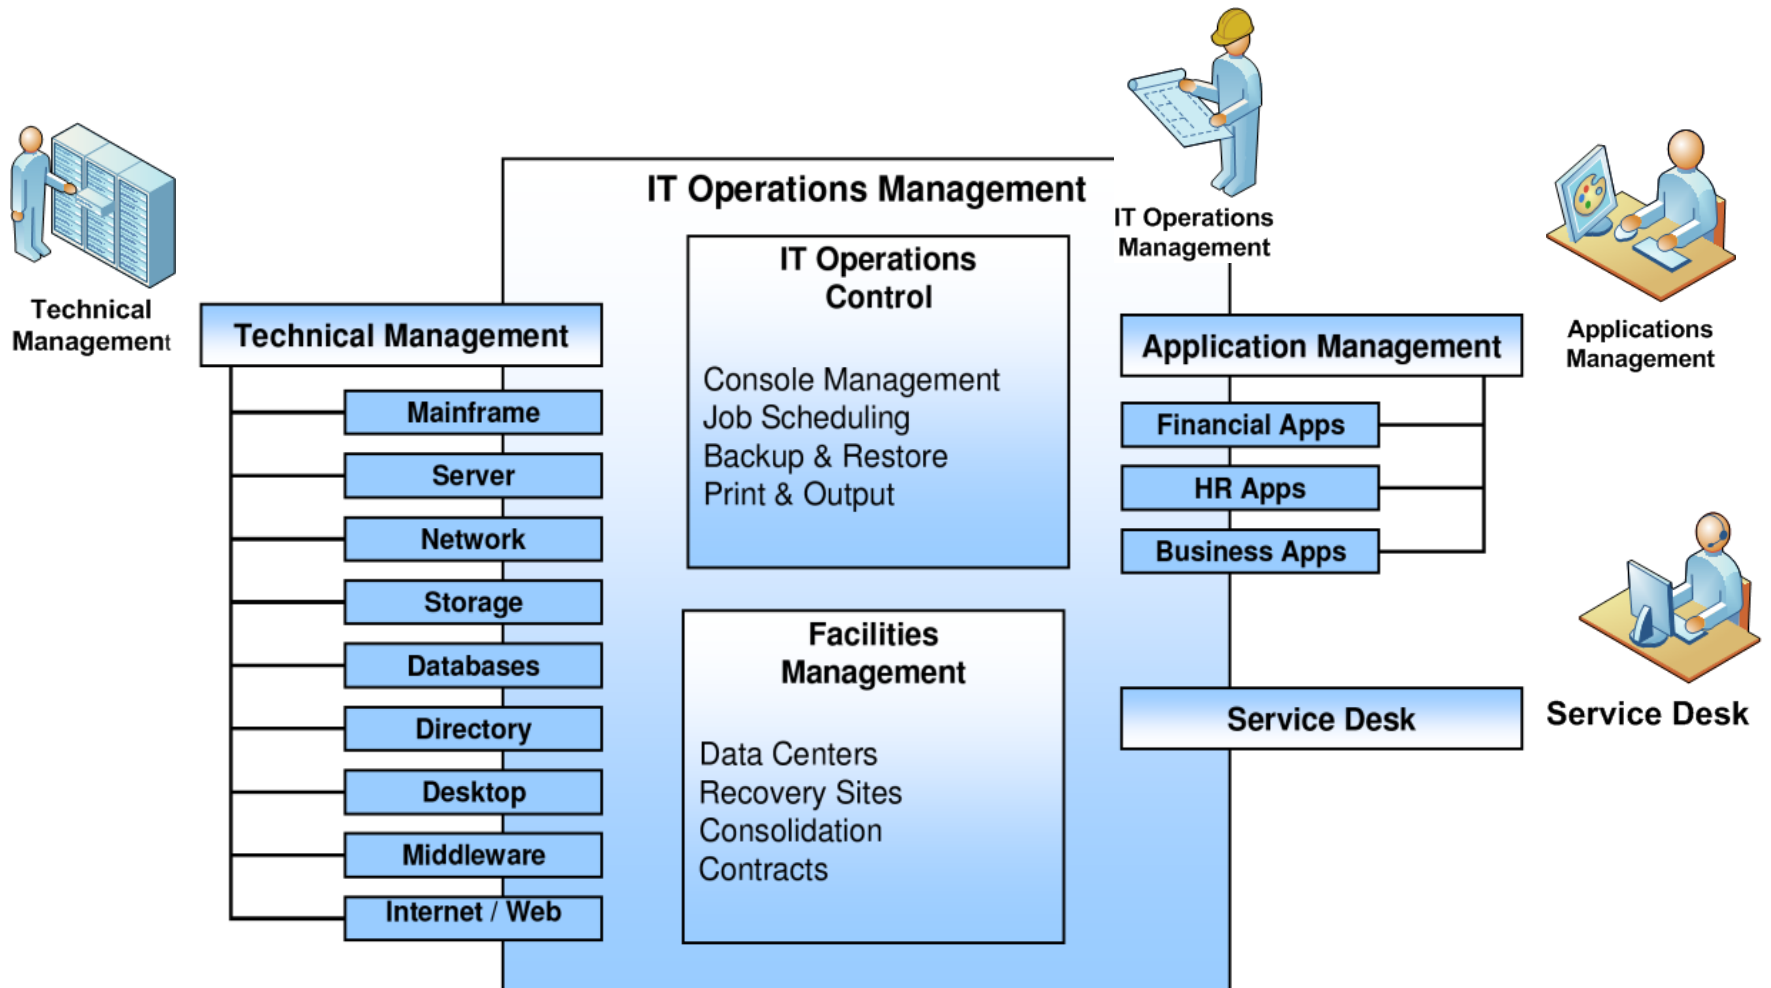 IT Operations Management
IT Operations
Management
Technical
Management
Applications
Management
Service Desk
IT Operations
Control
Console Management
Job Scheduling
Backup & Restore
Print & Output
Technical Management
Mainframe
Server
Network
Storage
Databases
Directory
Desktop
Middleware
Internet / Web
Facilities
Management
Data Centers
Recovery Sites
Consolidation
Contracts
Application Management
Financial Apps
HR Apps
Business Apps
Service Desk